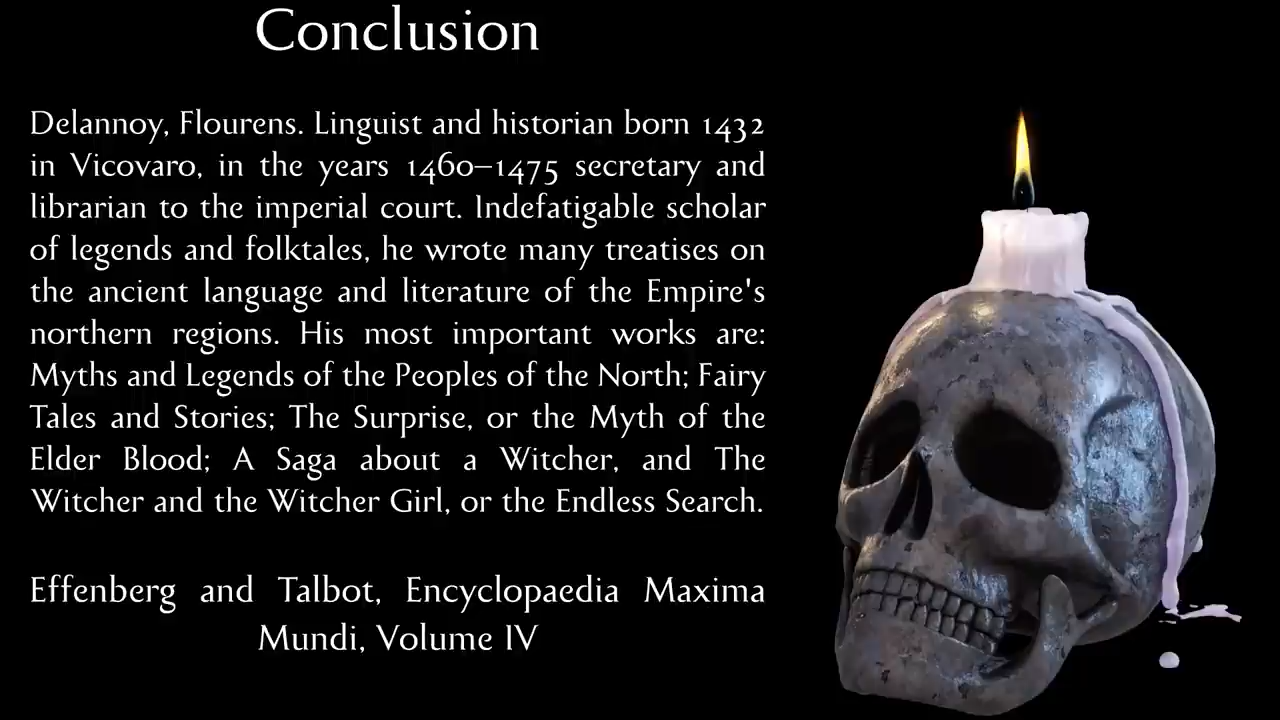 Conclusion
Delannoy, Flourens. Linguist and historian born 1432
in Vicovaro, in the years 1460–1475 secretary and
librarian to the imperial court. Indefatigable scholar
of legends and folktales, he wrote many treatises on
the ancient language and literature of the Empire's
northern regions. His most important works are:
Myths and Legends of the Peoples of the North; Fairy
Tales and Stories; The Surprise, or the Myth of the
Elder Blood; A Saga about a Witcher, and The
Witcher and the Witcher Girl, or the Endless Search.
Effenberg and Talbot, Encyclopaedia Maxima
Mundi, Volume IV